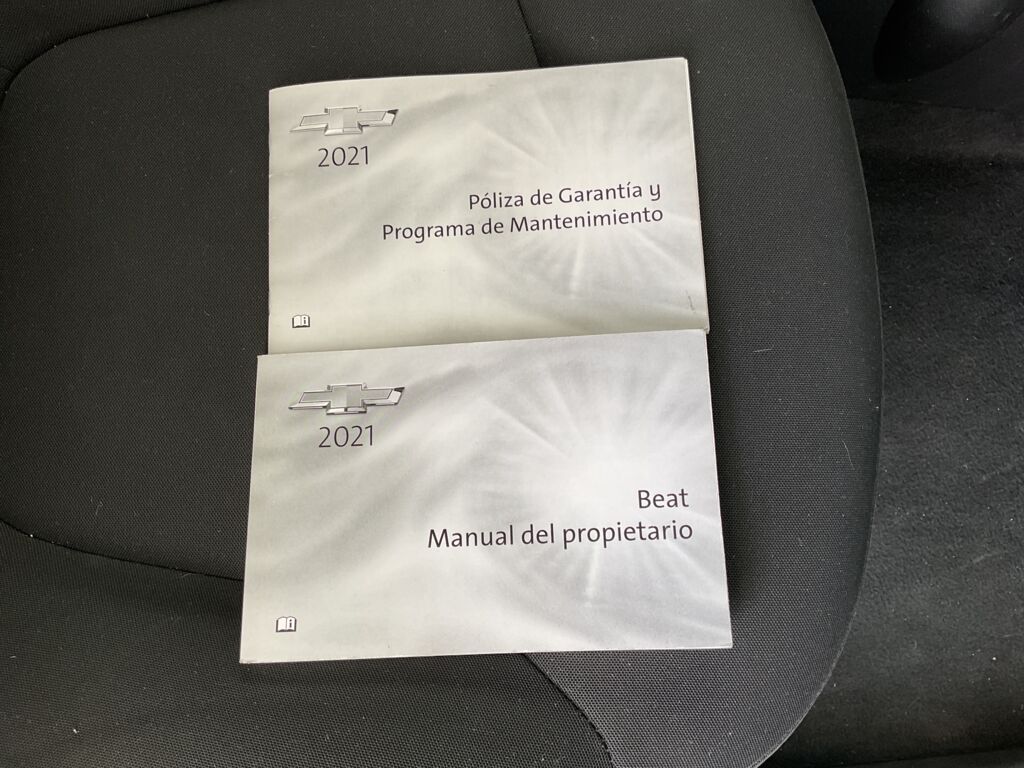 2021
Póliza de Garantía y
Programa de Mantenimiento
2021
Beat
Manual del propietario